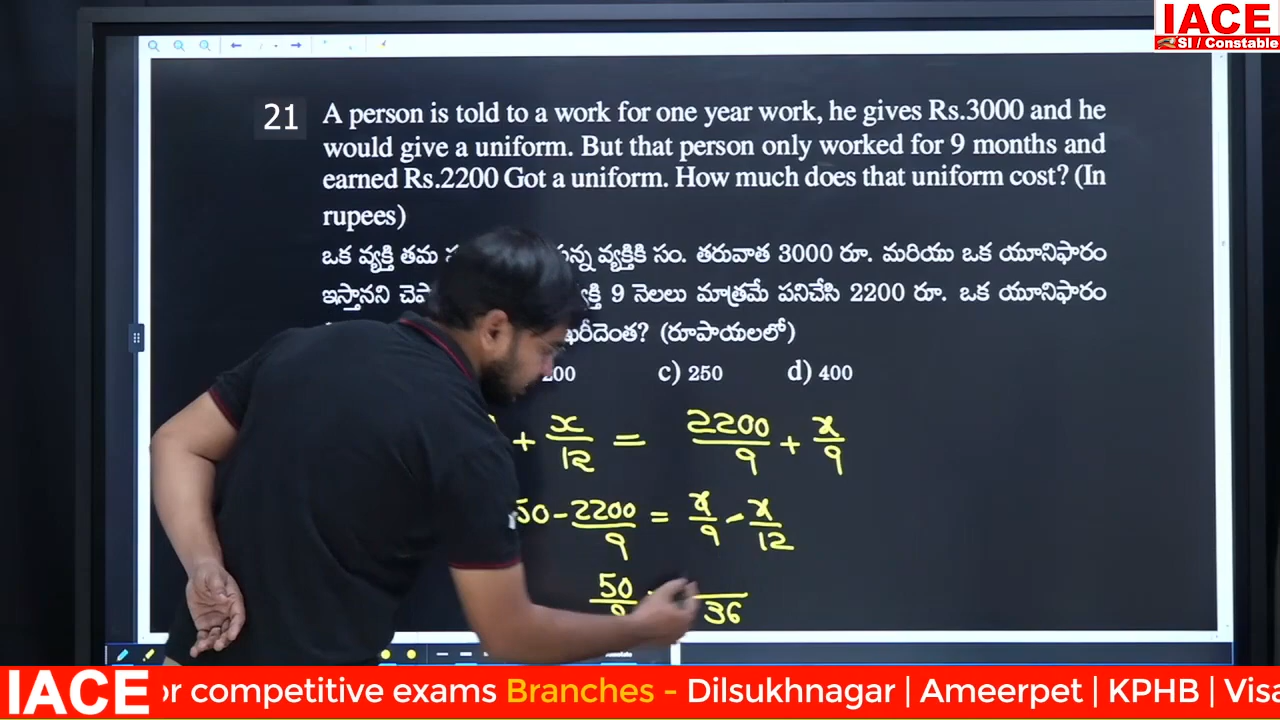 IACE
SI / Constable
21 A person is told to a work for one year work, he gives Rs.3000 and he
would give a uniform. But that person only worked for 9 months and
earned Rs.2200 Got a uniform. How much does that uniform cost? (In
rupees)
ఒక వ్యక్తి తమ న్న వ్యక్తికి సం. తరువాత 3000 రూ. మరియు ఒక యూనిఫారం
ఇస్తానని 9 నెలలు మాత్రమే పనిచేసి 2200 రూ. ఒక యూనిఫారం
ఖరీదెంత? (రూపాయలలో)
200 c) 250 d) 400
+ x/12 = 2200/9 + x/9
50 - 2200/9 = x/9 - x/12
50/9 36
IACE or competitive exams Branches - Dilsukhnagar | Ameerpet | KPHB | Visa